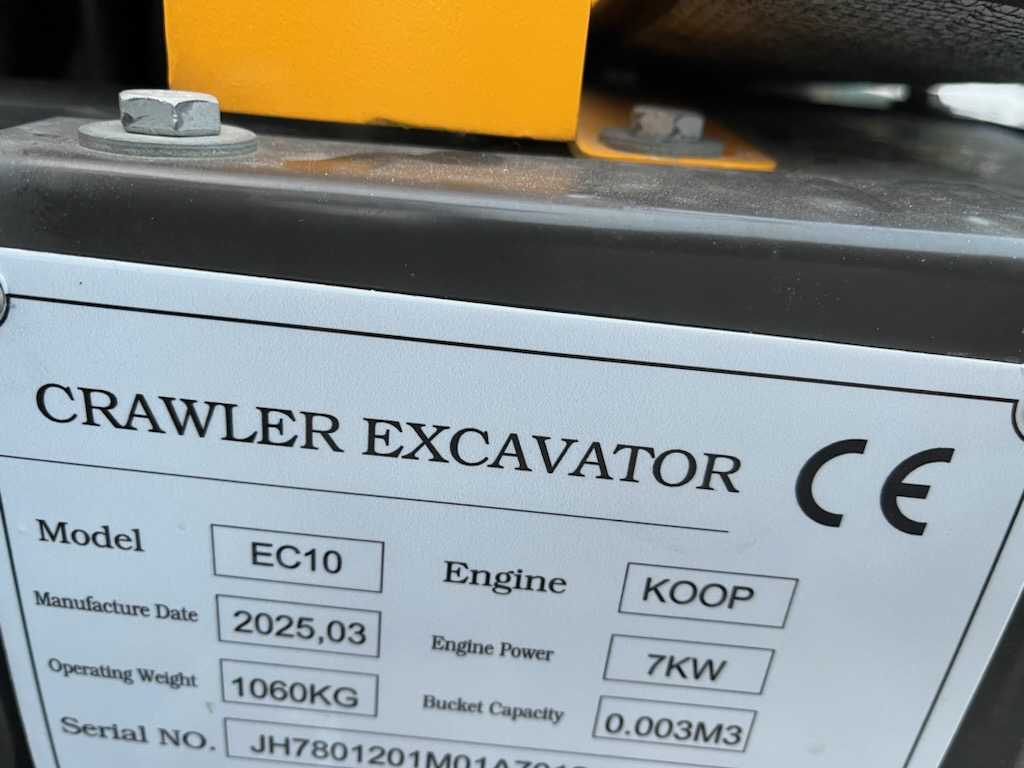 CRAWLER EXCAVATOR CE
Model EC10 Engine KOOP
Manufacture Date 2025,03 Engine Power 7KW
Operating Weight 1060KG Bucket Capacity 0.003M3
Serial NO.